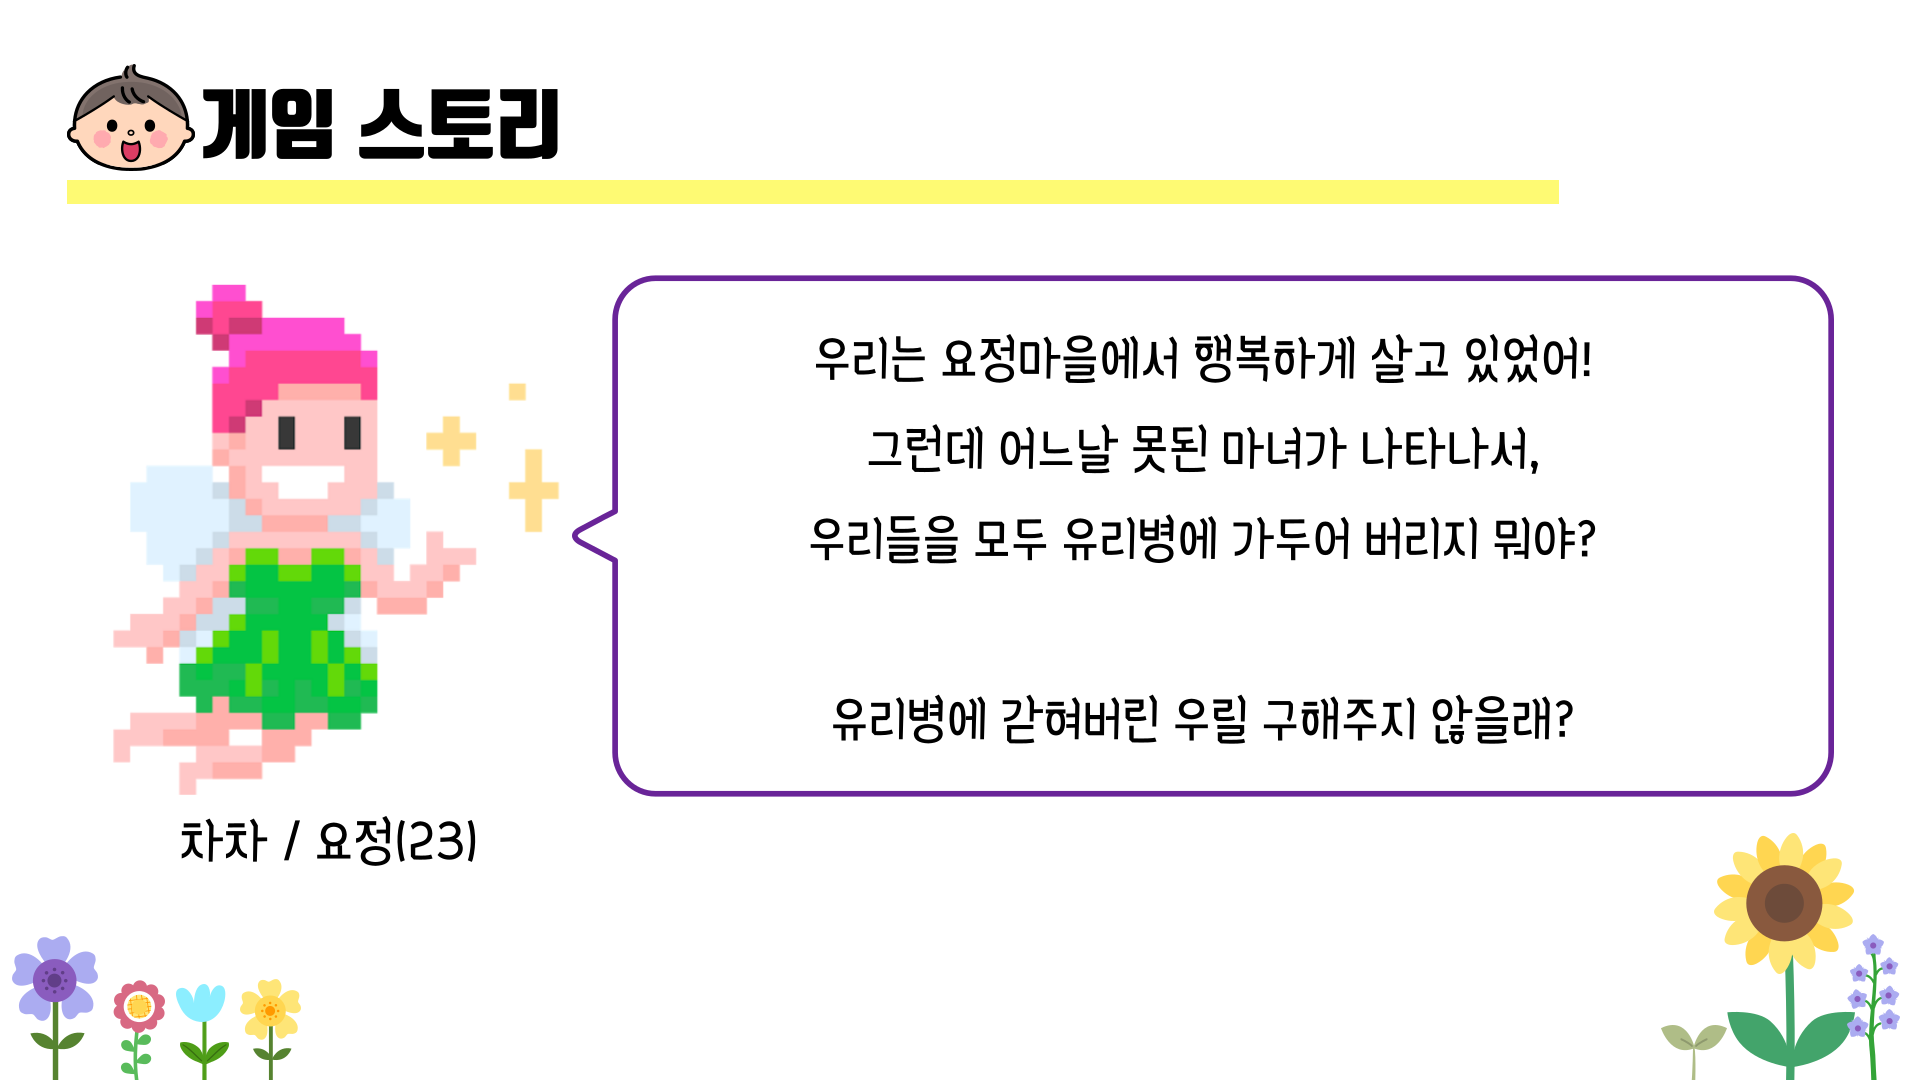 게임 스토리
우리는 요정마을에서 행복하게 살고 있었어!
그런데 어느날 못된 마녀가 나타나서,
우리들을 모두 유리병에 가두어 버리지 뭐야?
유리병에 갇혀버린 우릴 구해주지 않을래?
차차 / 요정(23)